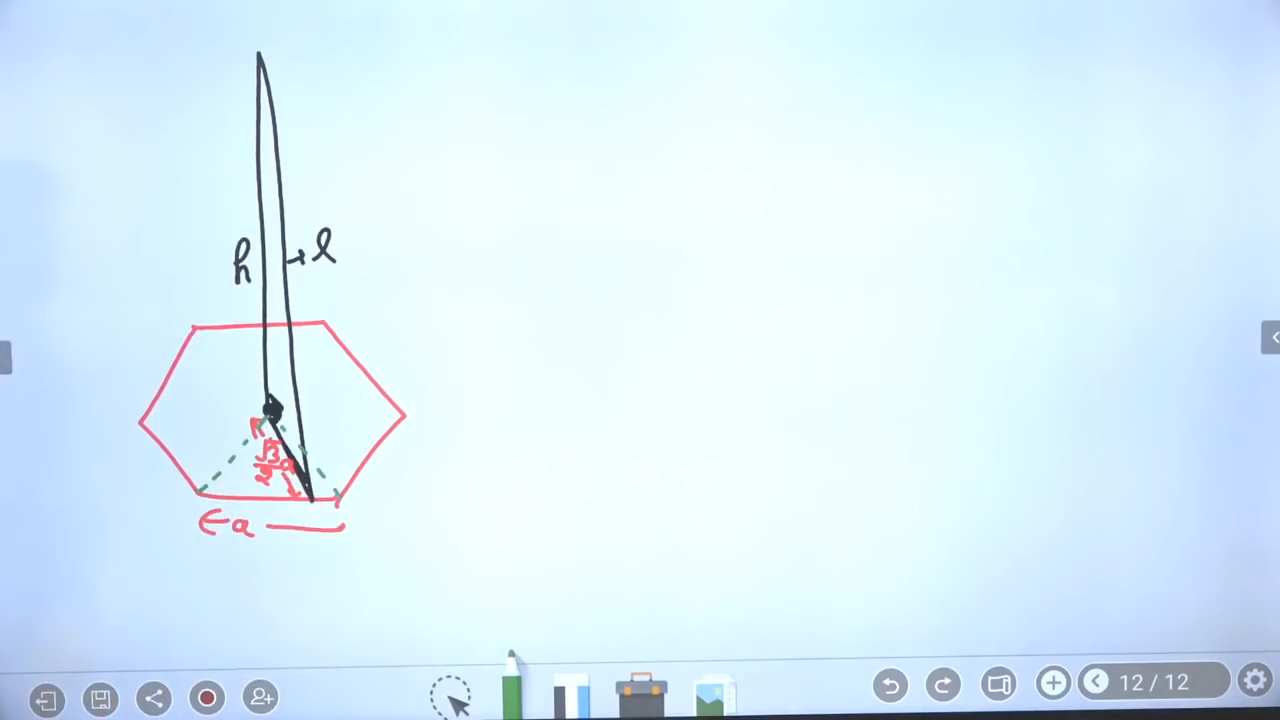 h
→ l
√3/2 a
← a
12 / 12